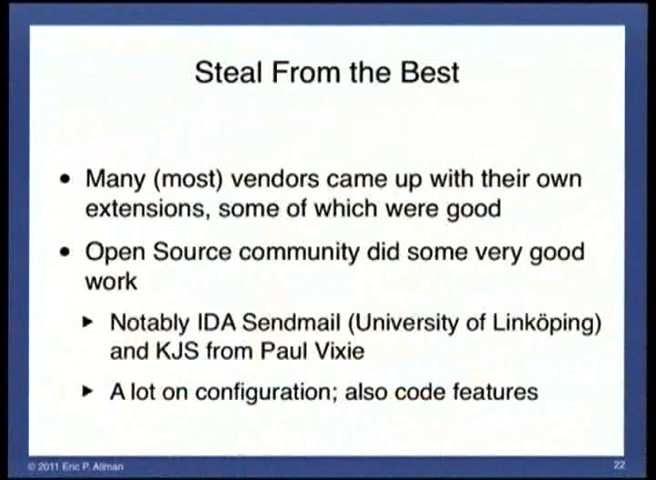 Steal From the Best
• Many (most) vendors came up with their own
extensions, some of which were good
• Open Source community did some very good
work
‣ Notably IDA Sendmail (University of Linköping)
and KJS from Paul Vixie
‣ A lot on configuration; also code features
© 2011 Eric P. Allman
22